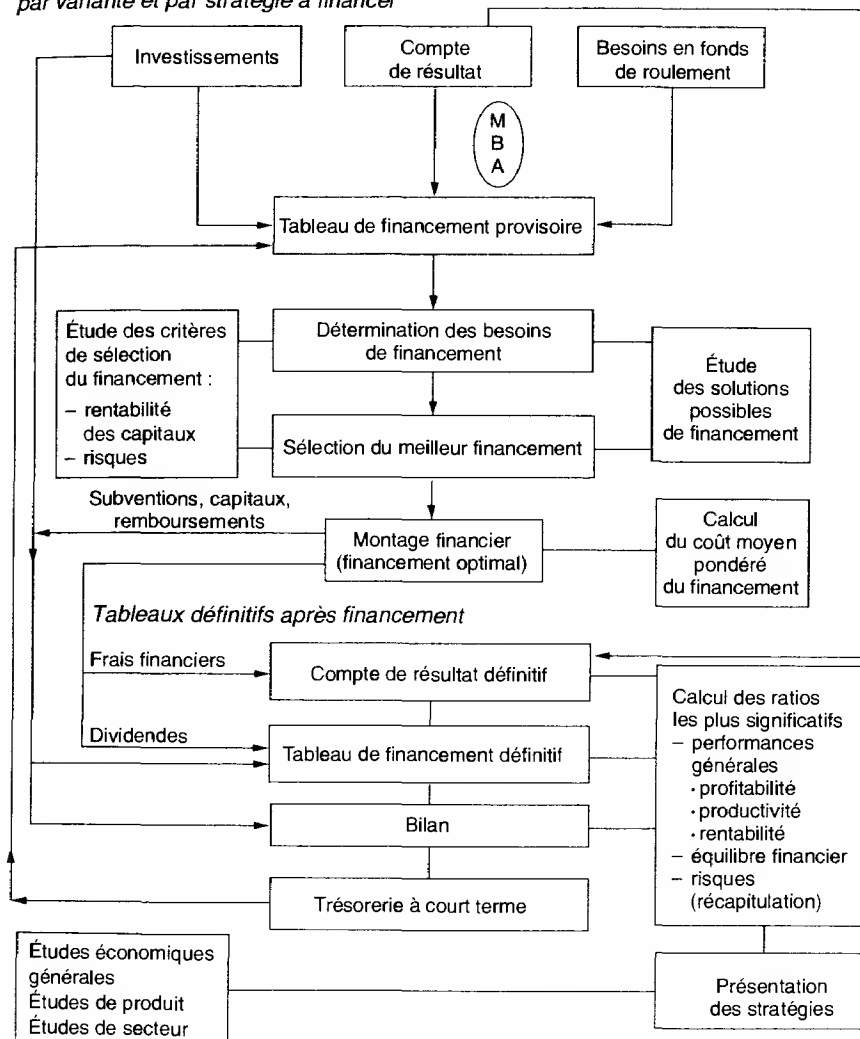 par variante et par stratégie à financer
Investissements
Compte
de résultat
Besoins en fonds
de roulement
M
B
A
Tableau de financement provisoire
Étude des critères
de sélection
du financement :
– rentabilité
des capitaux
– risques
Détermination des besoins
de financement
Étude
des solutions
possibles
de financement
Sélection du meilleur financement
Subventions, capitaux,
remboursements
Montage financier
(financement optimal)
Calcul
du coût moyen
pondéré
du financement
Tableaux définitifs après financement
Frais financiers
Compte de résultat définitif
Dividendes
Tableau de financement définitif
Bilan
Trésorerie à court terme
Calcul des ratios
les plus significatifs
– performances
générales
· profitabilité
· productivité
· rentabilité
– équilibre financier
– risques
(récapitulation)
Études économiques
générales
Études de produit
Études de secteur
Présentation
des stratégies